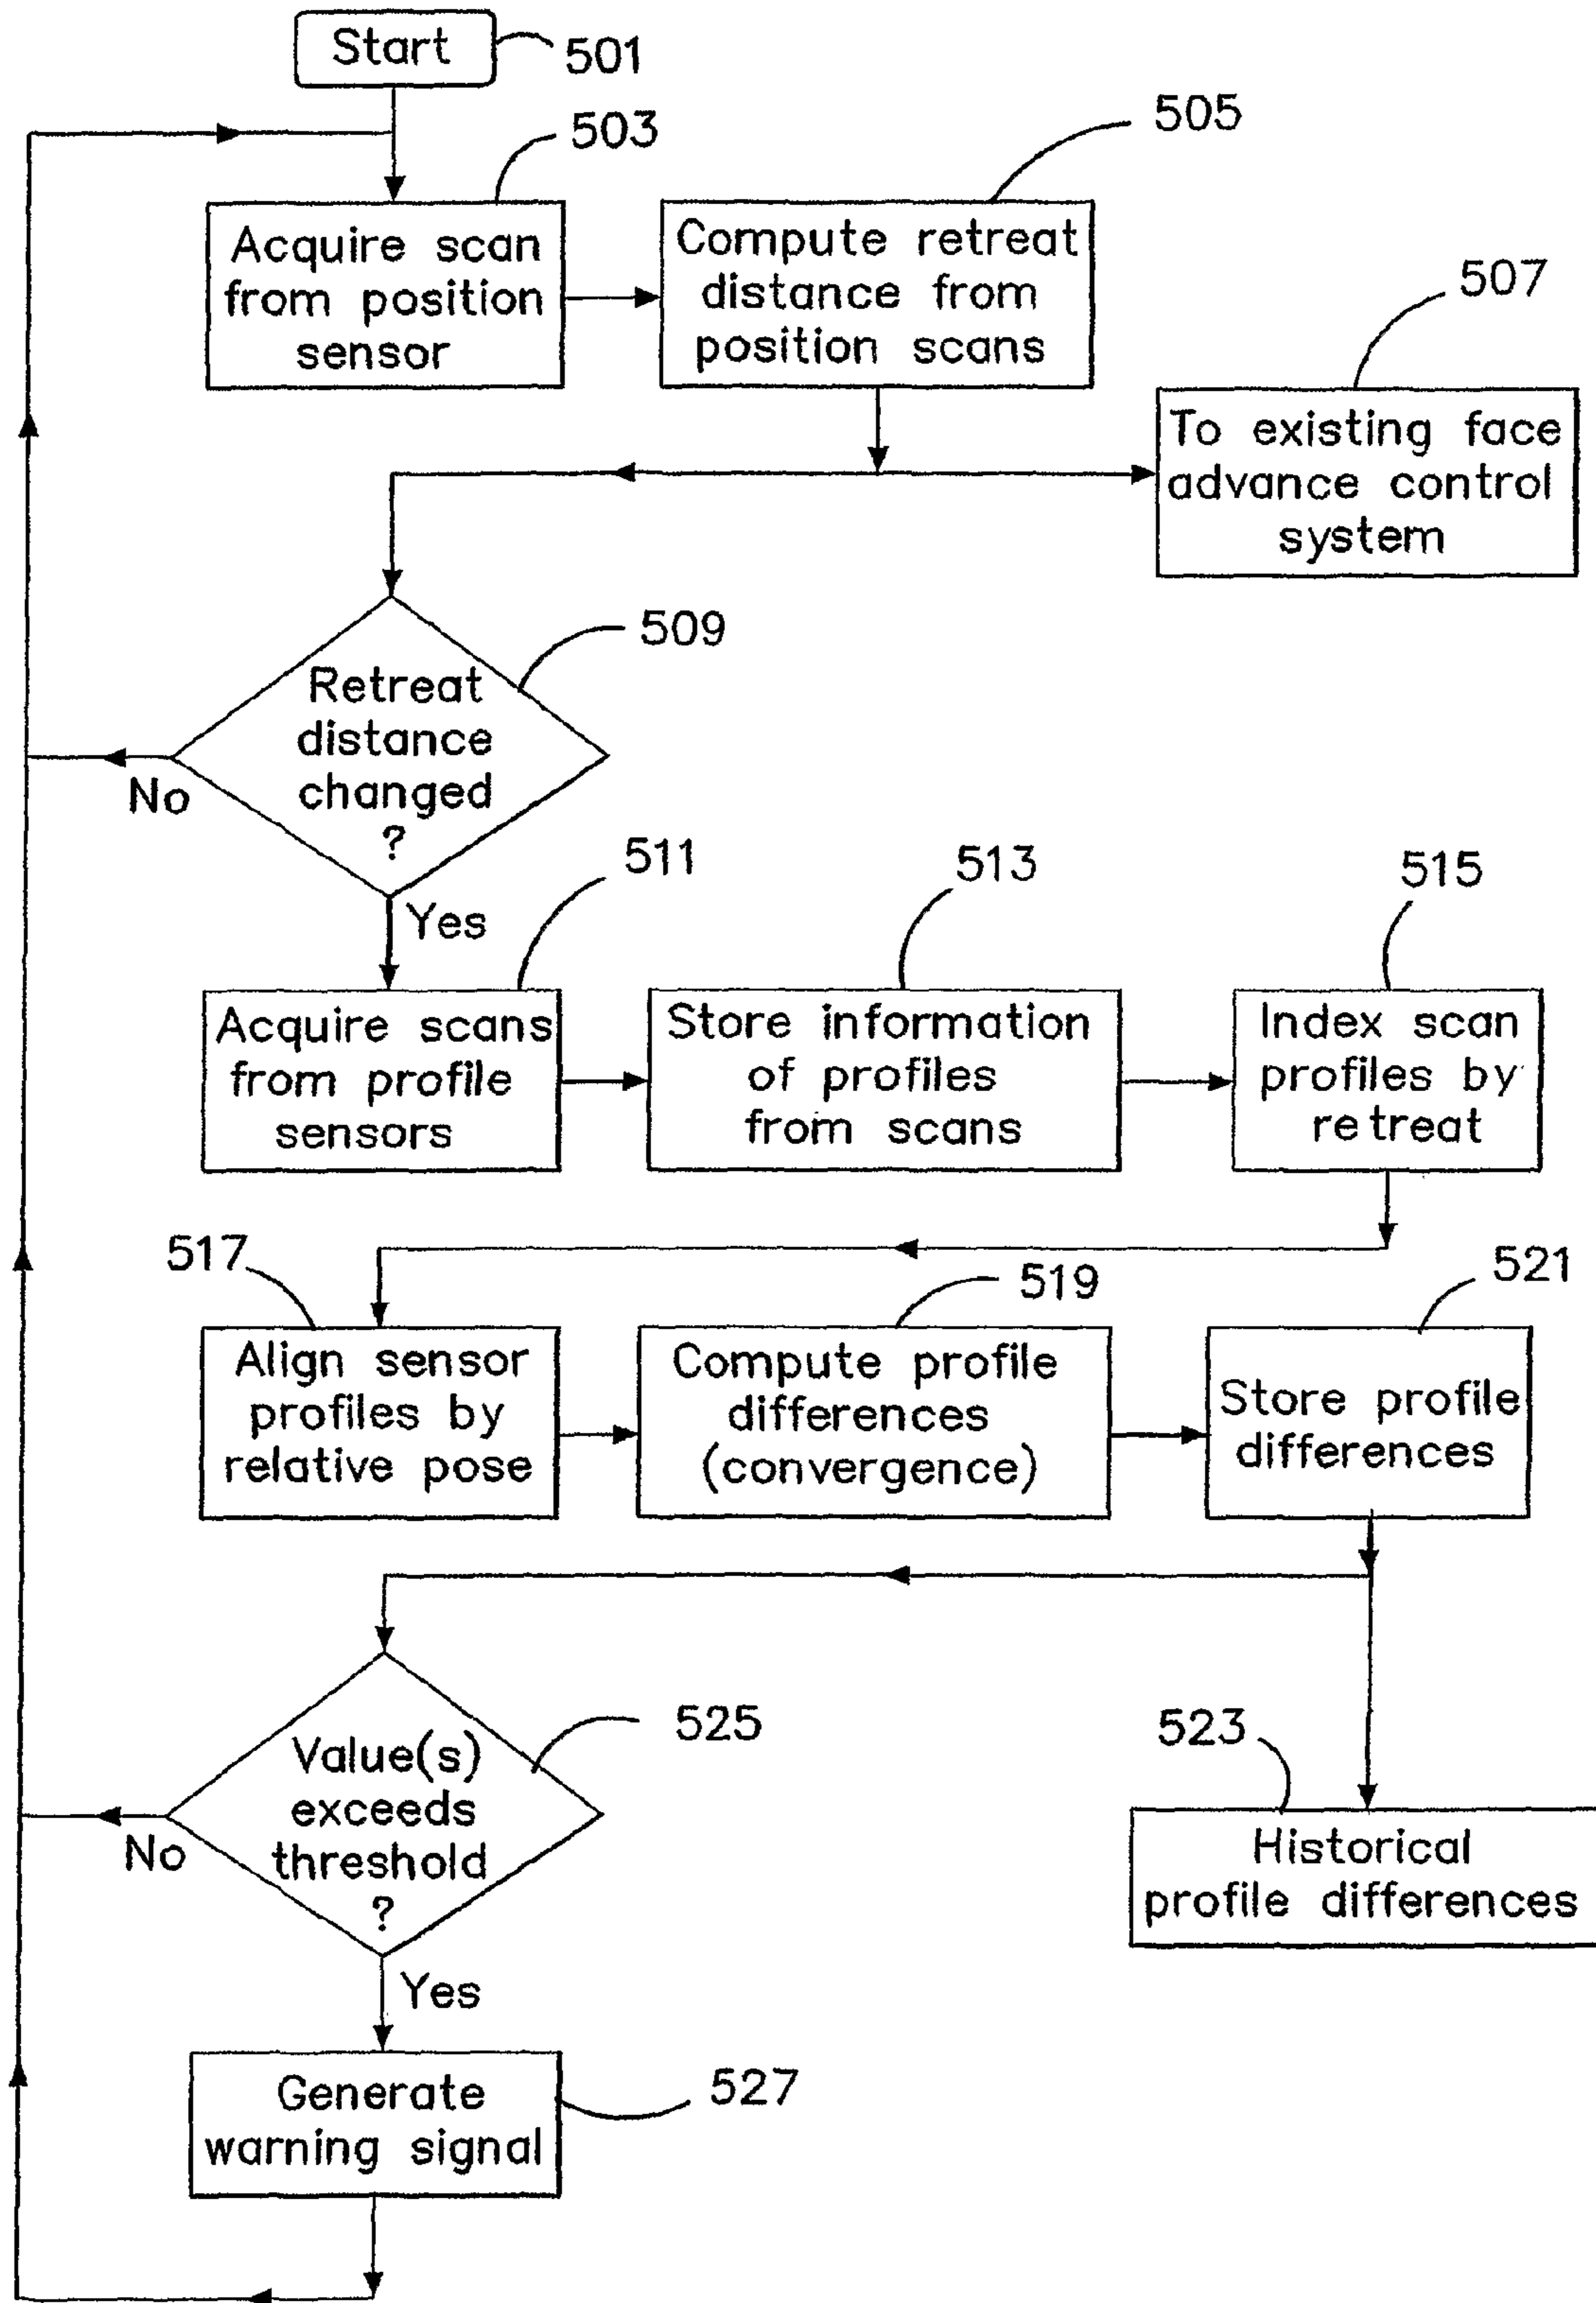 Start
501
503
505
Acquire scan
from position
sensor
Compute retreat
distance from
position scans
507
To existing face
advance control
system
509
Retreat
distance
changed
?
No
Yes
511
513
515
Acquire scans
from profile
sensors
Store information
of profiles
from scans
Index scan
profiles by
retreat
517
519
521
Align sensor
profiles by
relative pose
Compute profile
differences
(convergence)
Store profile
differences
525
Value(s)
exceeds
threshold
?
No
Yes
523
Historical
profile differences
527
Generate
warning signal